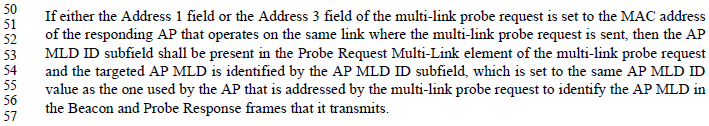 50 If either the Address 1 field or the Address 3 field of the multi-link probe request is set to the MAC address
51 of the responding AP that operates on the same link where the multi-link probe request is sent, then the AP
52 MLD ID subfield shall be present in the Probe Request Multi-Link element of the multi-link probe request
53 and the targeted AP MLD is identified by the AP MLD ID subfield, which is set to the same AP MLD ID
54 value as the one used by the AP that is addressed by the multi-link probe request to identify the AP MLD in
55 the Beacon and Probe Response frames that it transmits.
56
57